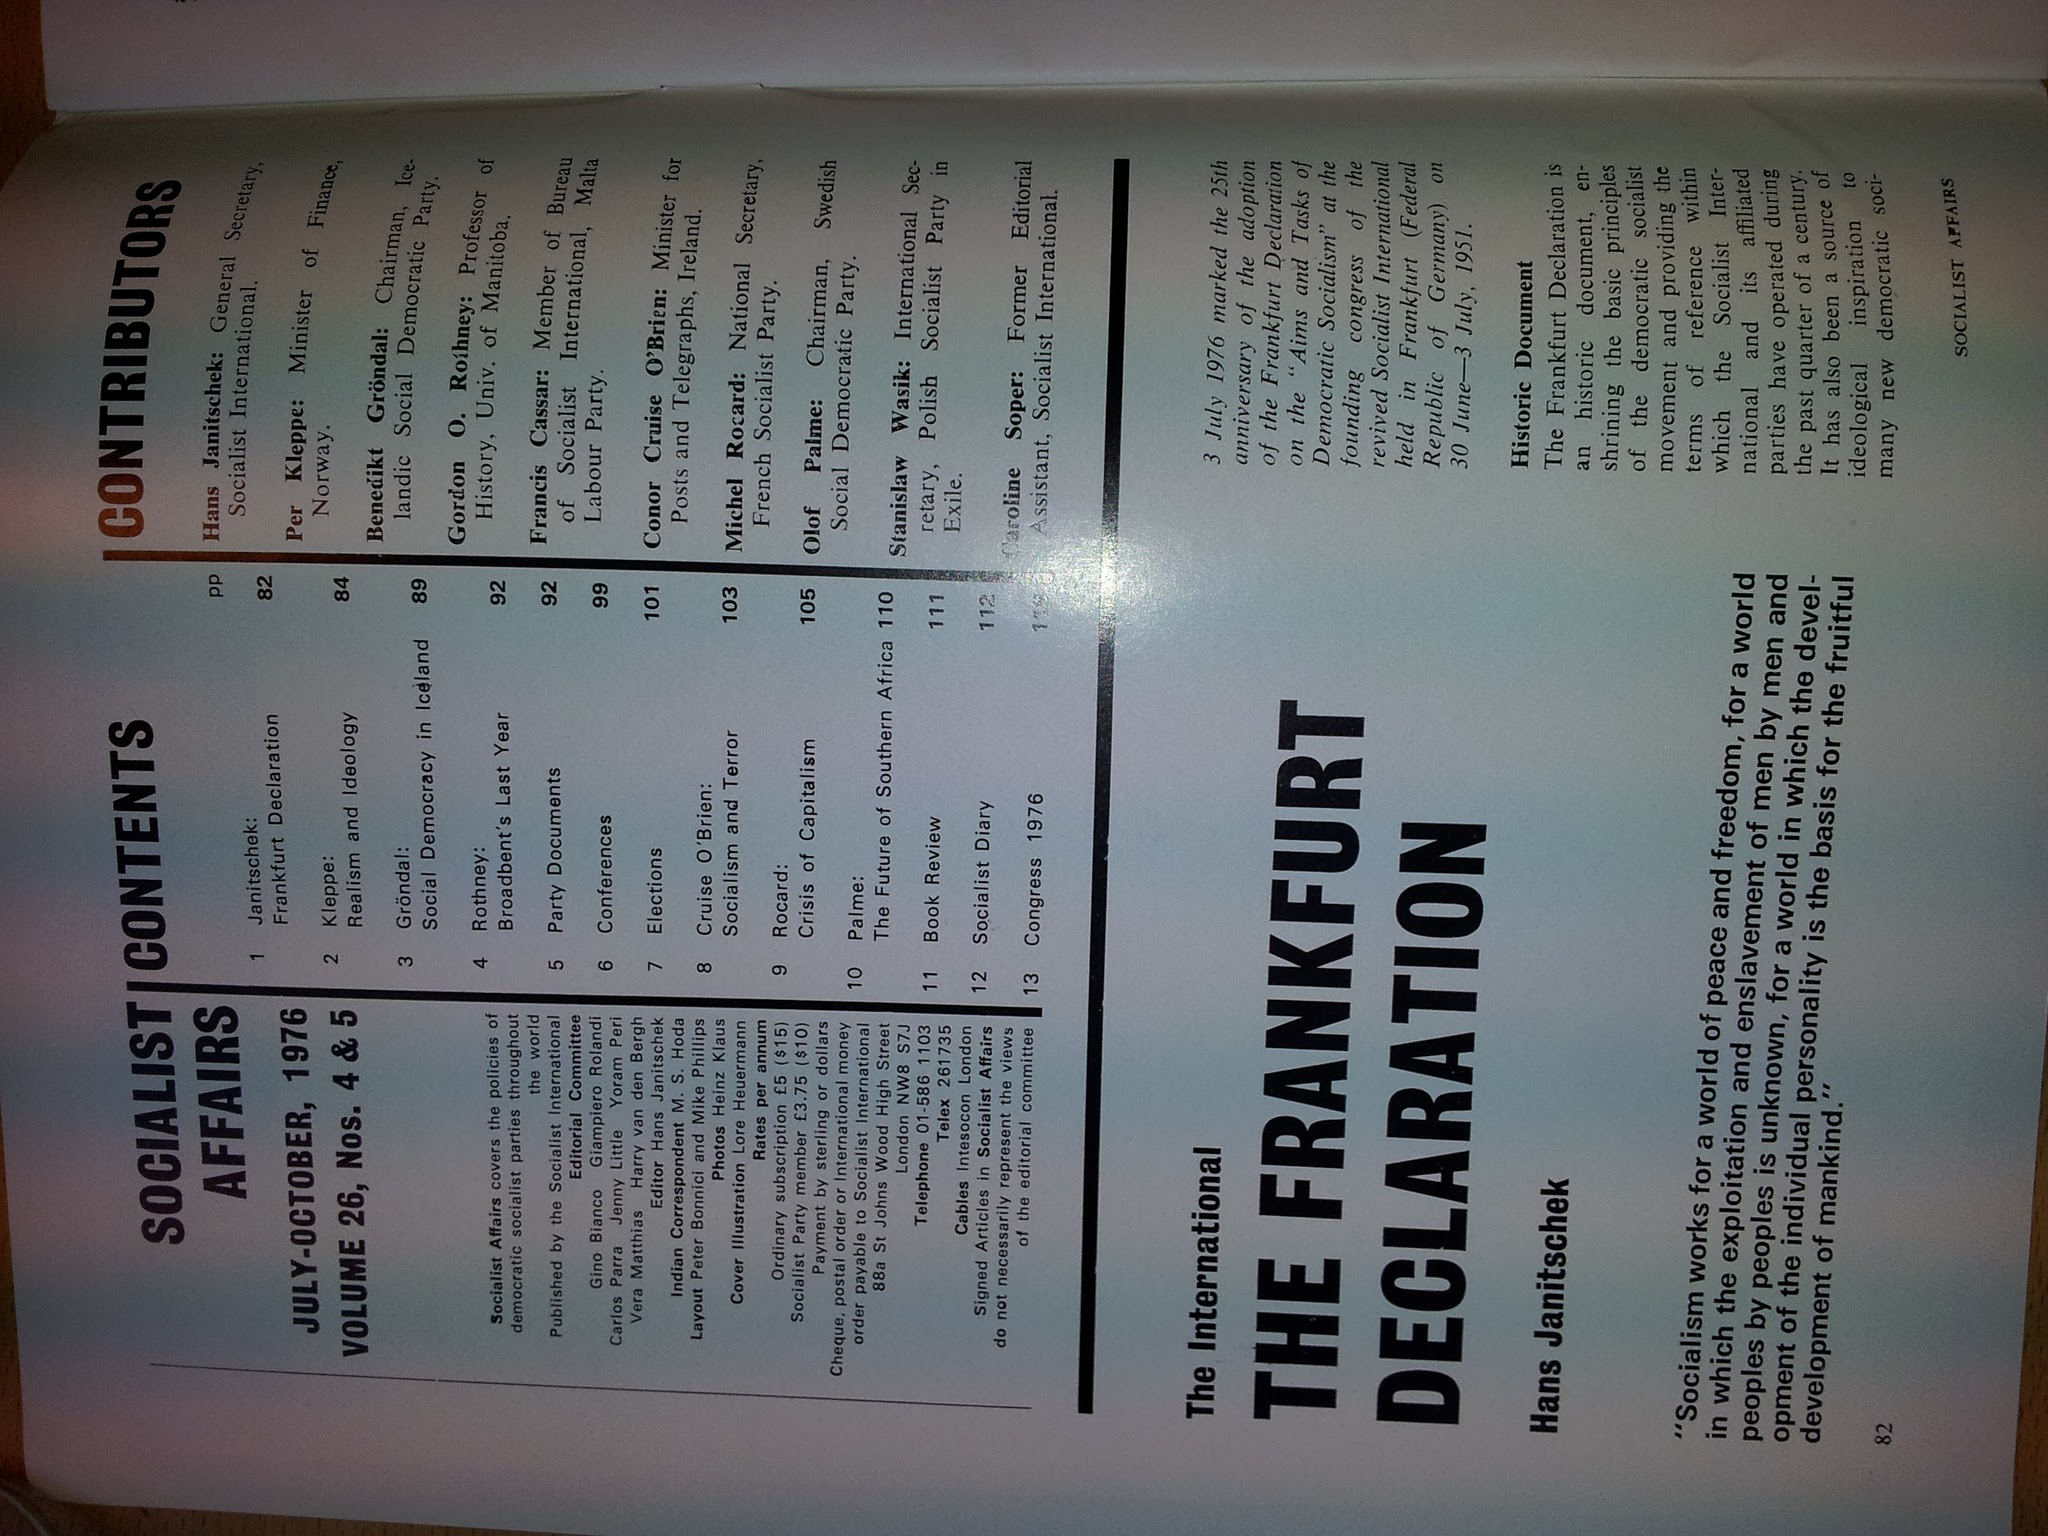 SOCIALIST
AFFAIRS
JULY-OCTOBER, 1976
VOLUME 26, Nos. 4 & 5
Socialist Affairs covers the policies of
democratic socialist parties throughout
the world
Published by the Socialist International
Editorial Committee
Gino Bianco Giampiero Rolandi
Carlos Parra Jenny Little Yoram Peri
Vera Matthias Harry van den Bergh
Editor Hans Janitschek
Indian Correspondent M. S. Hoda
Layout Peter Bonnici and Mike Phillips
Photos Heinz Klaus
Cover Illustration Lore Heuermann
Rates per annum
Ordinary subscription £5 ($15)
Socialist Party member £3.75 ($10)
Payment by sterling or dollars
Cheque, postal order or International money
order payable to Socialist International
88a St Johns Wood High Street
London NW8 S7J
Telephone 01-586 1103
Telex 261735
Cables Intesocon London
Signed Articles in Socialist Affairs
do not necessarily represent the views
of the editorial committee
CONTENTS
pp
1 Janitschek:
Frankfurt Declaration 82
2 Kleppe:
Realism and Ideology 84
3 Gröndal:
Social Democracy in Iceland 89
4 Rothney:
Broadbent's Last Year 92
5 Party Documents 92
6 Conferences 99
7 Elections 101
8 Cruise O'Brien:
Socialism and Terror 103
9 Rocard:
Crisis of Capitalism 105
10 Palme:
The Future of Southern Africa 110
11 Book Review 111
12 Socialist Diary 112
13 Congress 1976
CONTRIBUTORS
Hans Janitschek: General Secretary,
Socialist International.
Per Kleppe: Minister of Finance,
Norway.
Benedikt Gröndal: Chairman, Ice-
landic Social Democratic Party.
Gordon O. Rothney: Professor of
History, Univ. of Manitoba.
Francis Cassar: Member of Bureau
of Socialist International, Malta
Labour Party.
Conor Cruise O'Brien: Minister for
Posts and Telegraphs, Ireland.
Michel Rocard: National Secretary,
French Socialist Party.
Olof Palme: Chairman, Swedish
Social Democratic Party.
Stanislaw Wasik: International Sec-
retary, Polish Socialist Party in
Exile.
Caroline Soper: Former Editorial
Assistant, Socialist International.
The International
THE FRANKFURT
DECLARATION
Hans Janitschek
"Socialism works for a world of peace and freedom, for a world
in which the exploitation and enslavement of men by men and
peoples by peoples is unknown, for a world in which the devel-
opment of the individual personality is the basis for the fruitful
development of mankind."
3 July 1976 marked the 25th
anniversary of the adoption
of the Frankfurt Declaration
on the "Aims and Tasks of
Democratic Socialism" at the
founding congress of the
revived Socialist International
held in Frankfurt (Federal
Republic of Germany) on
30 June—3 July, 1951.
Historic Document
The Frankfurt Declaration is
an historic document, en-
shrining the basic principles
of the democratic socialist
movement and providing the
terms of reference within
which the Socialist Inter-
national and its affiliated
parties have operated during
the past quarter of a century.
It has also been a source of
ideological inspiration to
many new democratic soci-
82
SOCIALIST AFFAIRS